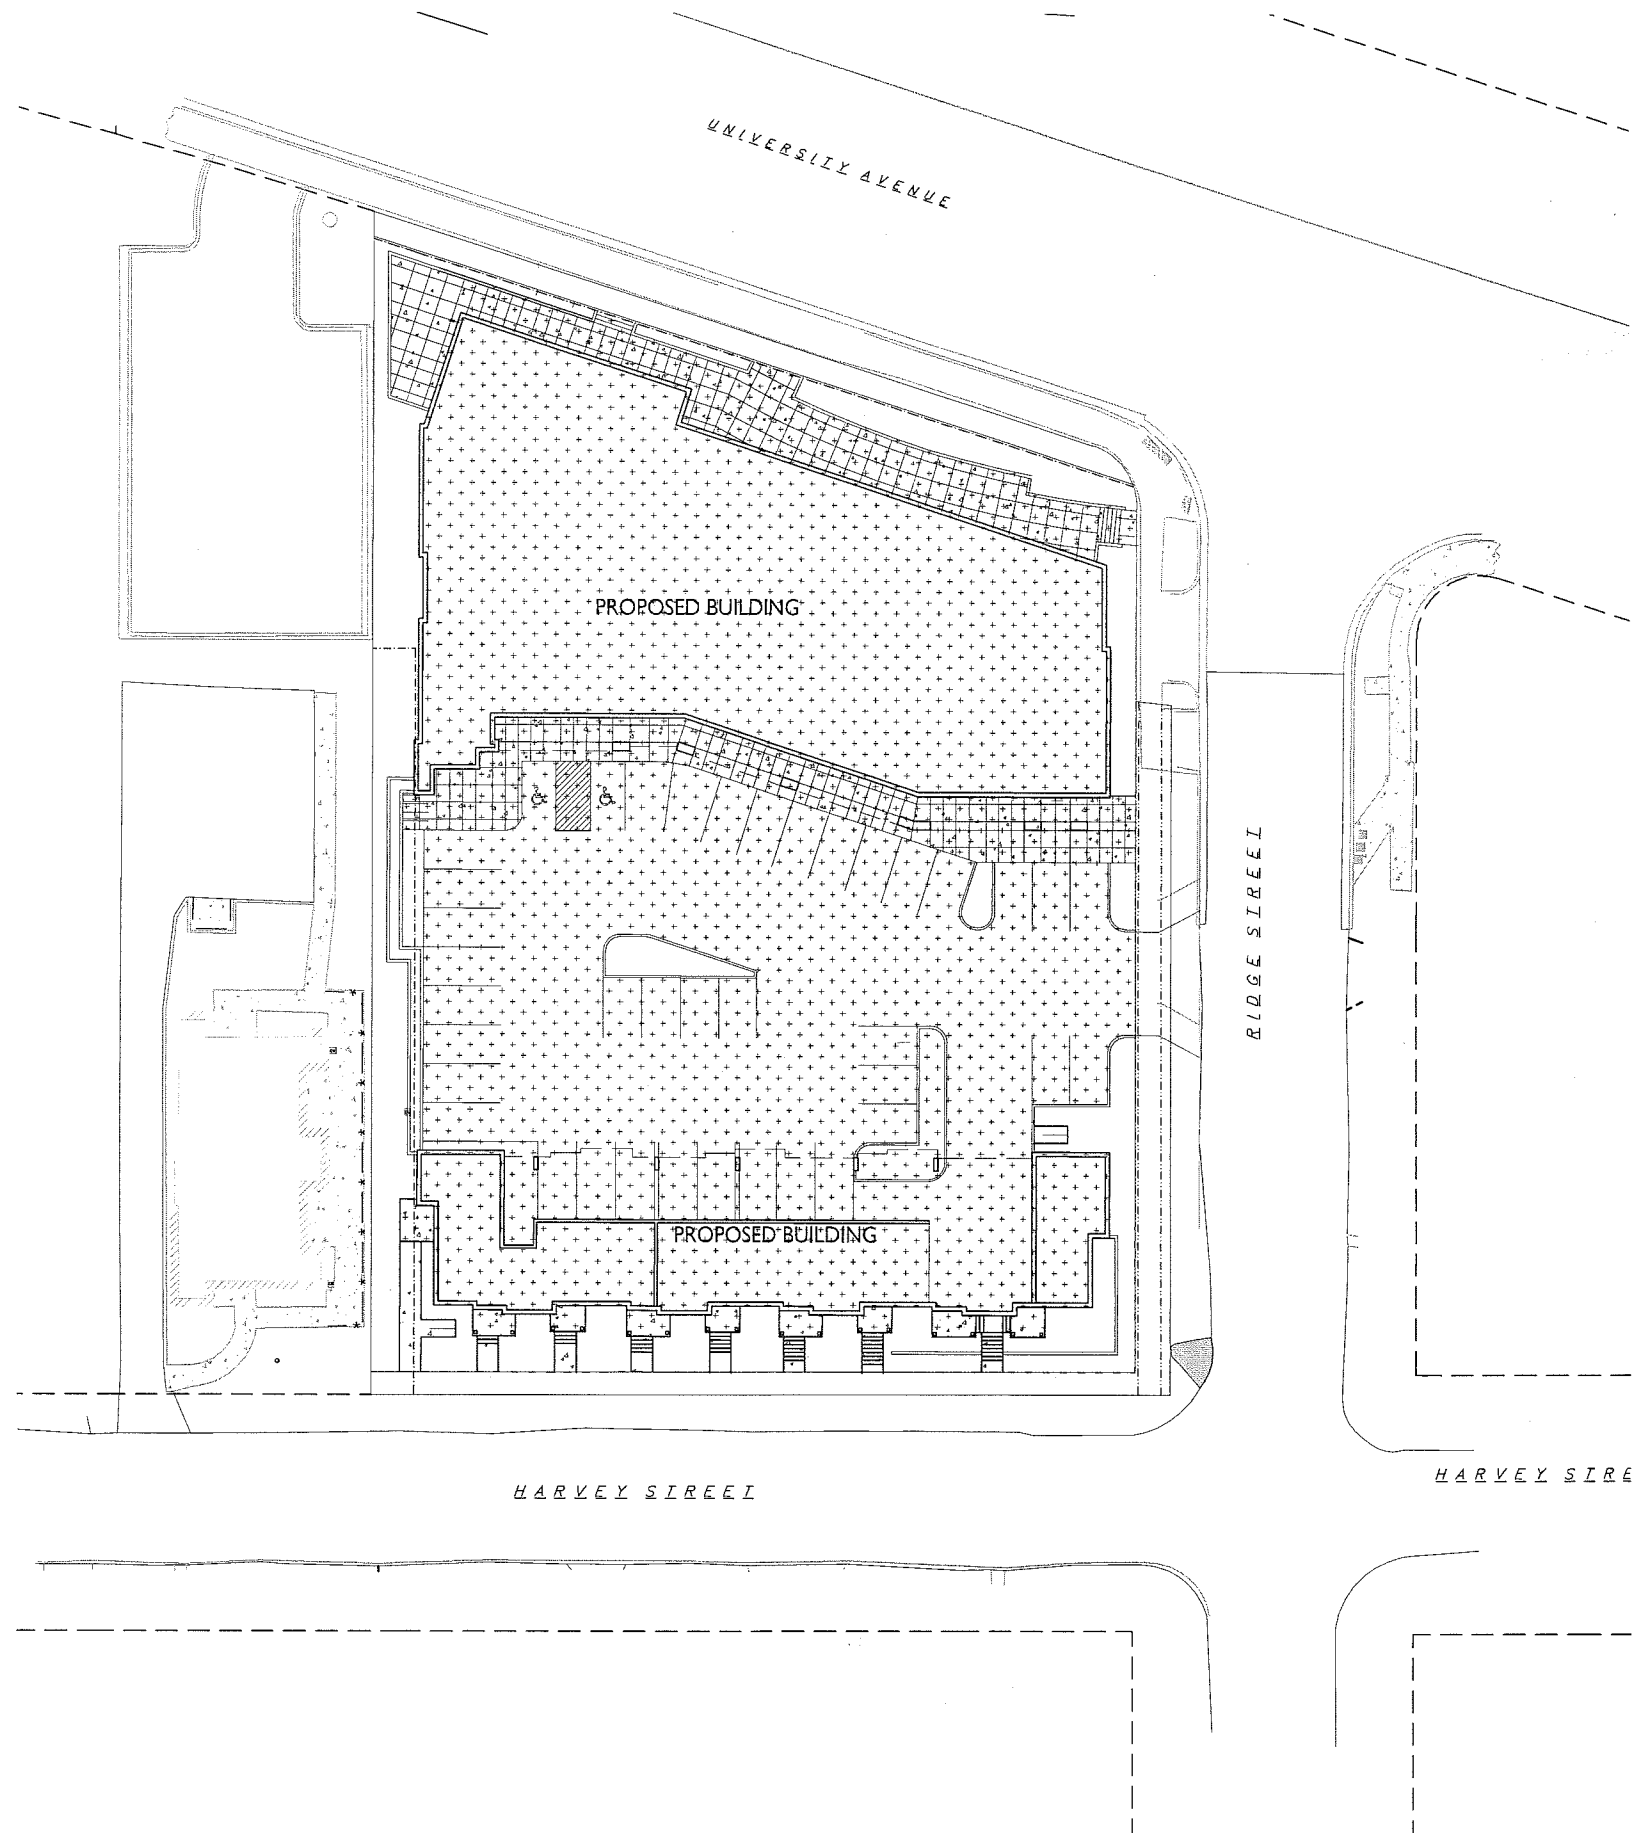 UNIVERSITY AVENUE
PROPOSED BUILDING
RIDGE STREET
PROPOSED BUILDING
HARVEY STREET
HARVEY STRE